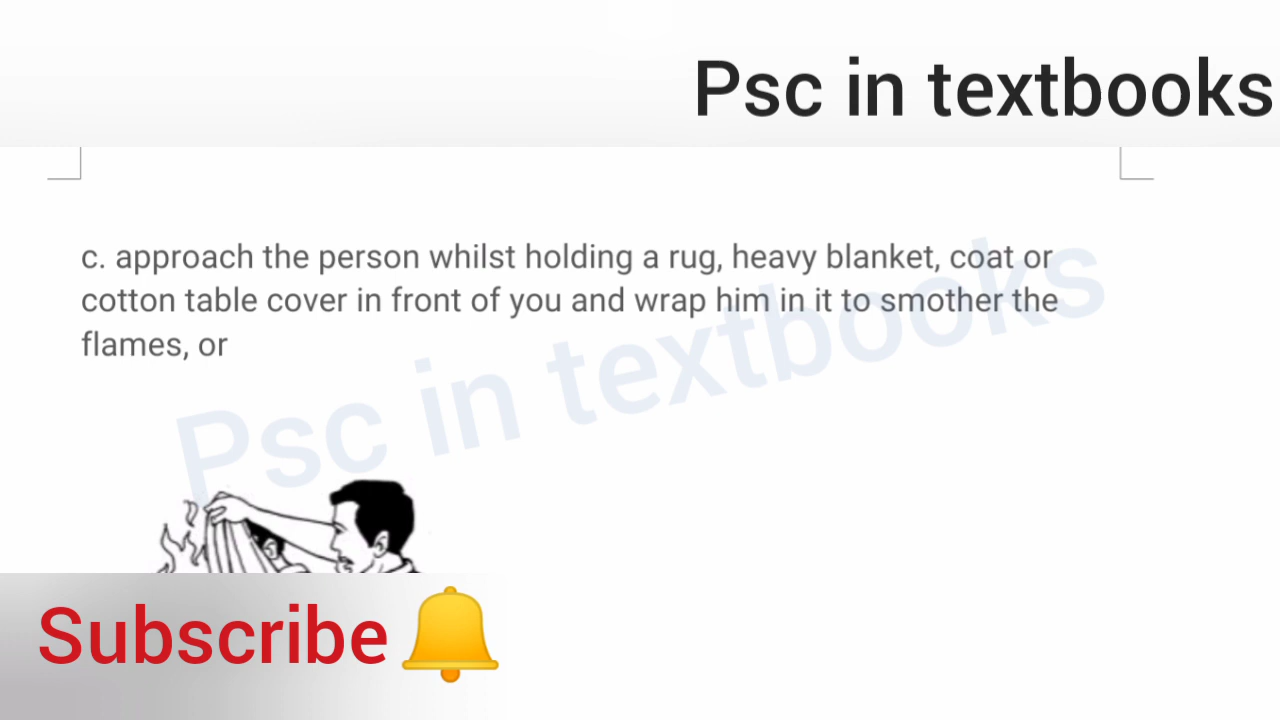 Psc in textbooks
c. approach the person whilst holding a rug, heavy blanket, coat or
cotton table cover in front of you and wrap him in it to smother the
flames, or
Psc in textbooks
Subscribe